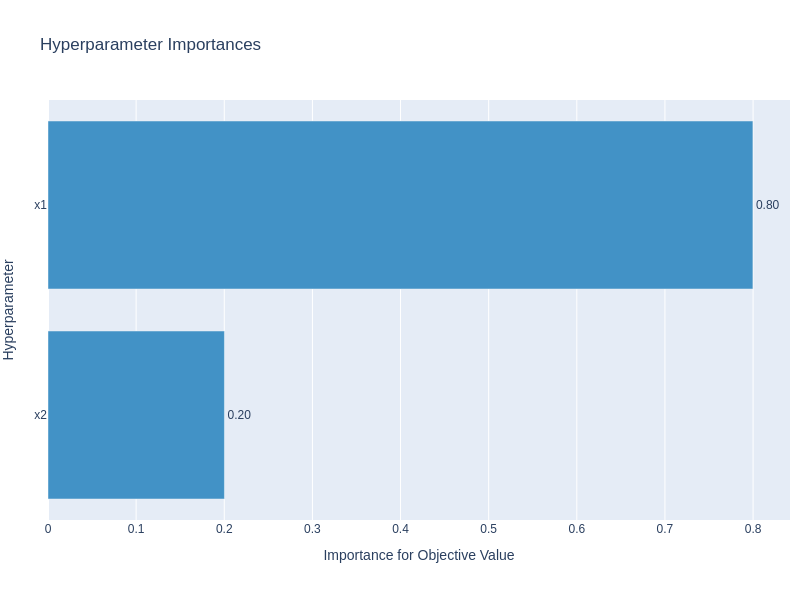 Hyperparameter Importances
Hyperparameter
x1
0.80
x2
0.20
0 0.1 0.2 0.3 0.4 0.5 0.6 0.7 0.8
Importance for Objective Value